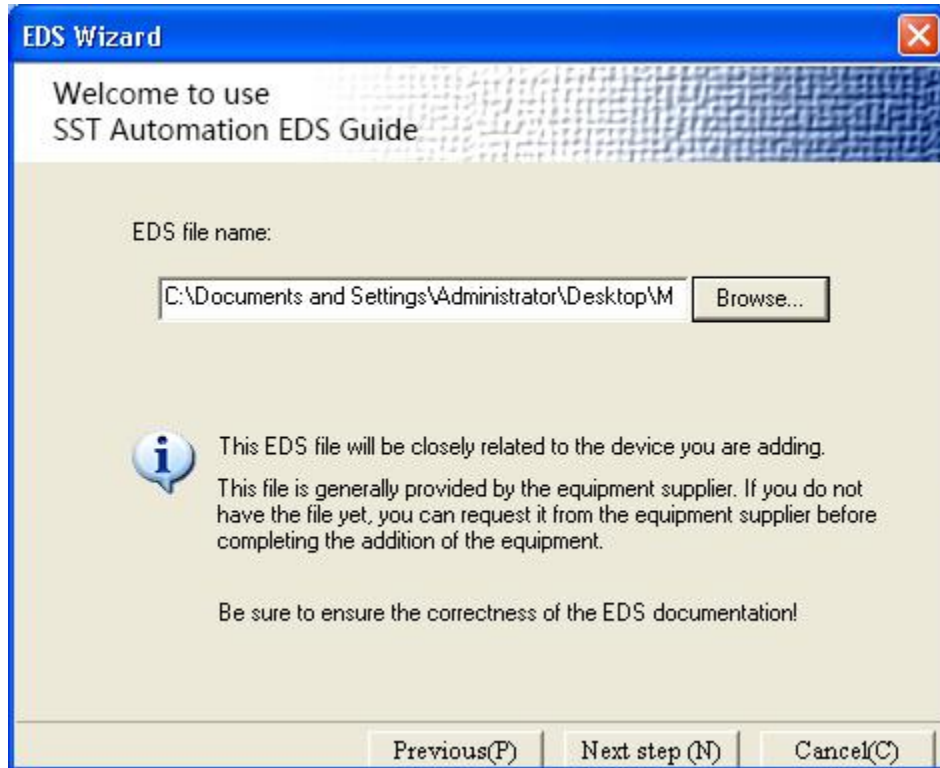 EDS Wizard
Welcome to use
SST Automation EDS Guide
EDS file name:
C:\Documents and Settings\Administrator\Desktop\M
Browse...
This EDS file will be closely related to the device you are adding.
This file is generally provided by the equipment supplier. If you do not
have the file yet, you can request it from the equipment supplier before
completing the addition of the equipment.
Be sure to ensure the correctness of the EDS documentation!
Previous(P)
Next step (N)
Cancel(C)